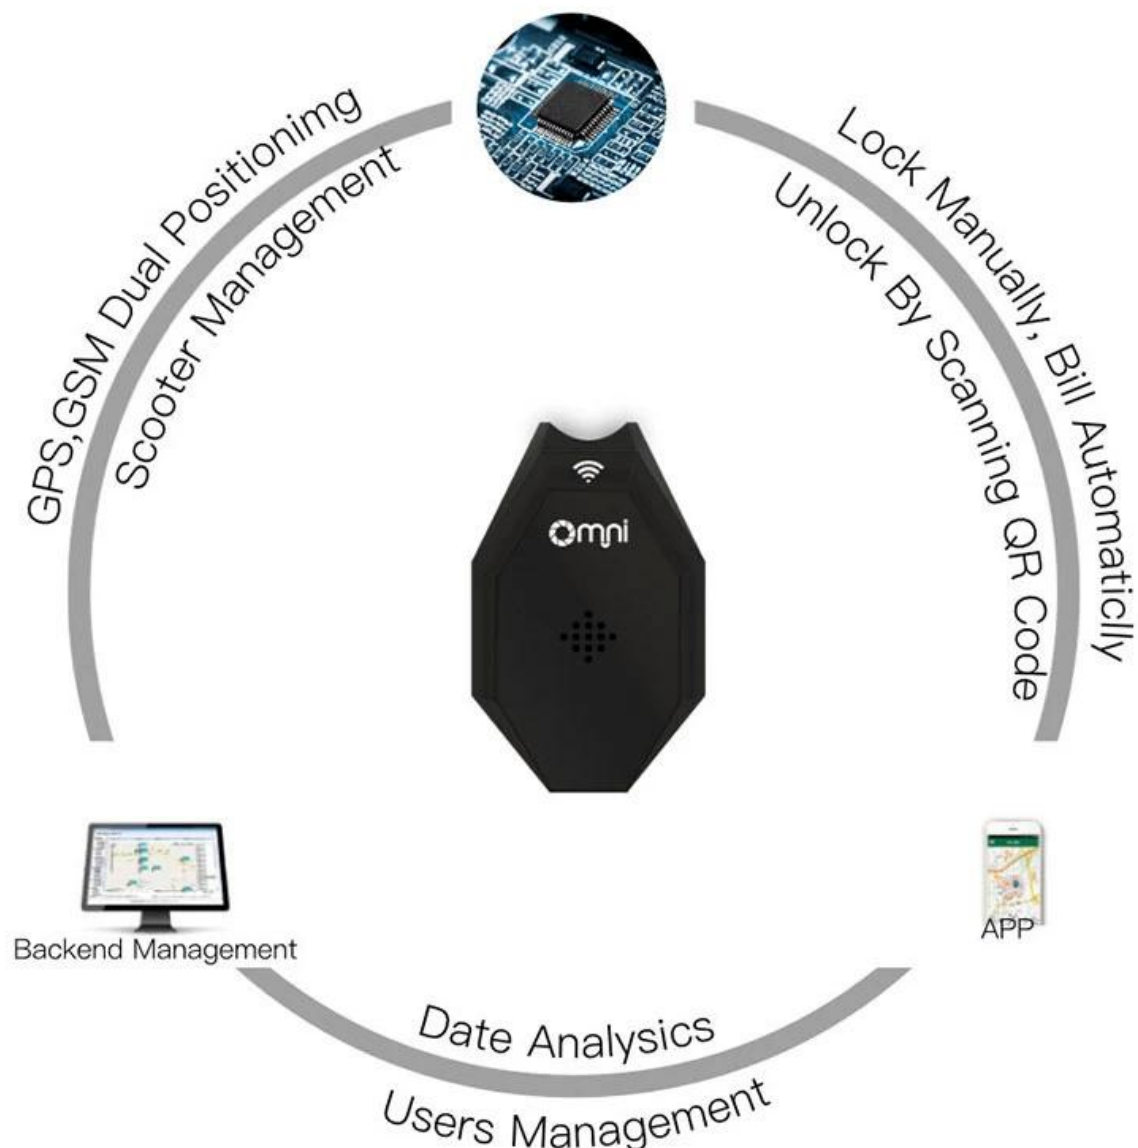 GPS,GSM Dual Positionimg
Scooter Management
Lock Manually, Bill Automaticlly
Unlock By Scanning QR Code
Omni
Backend Management
APP
Date Analysics
Users Management